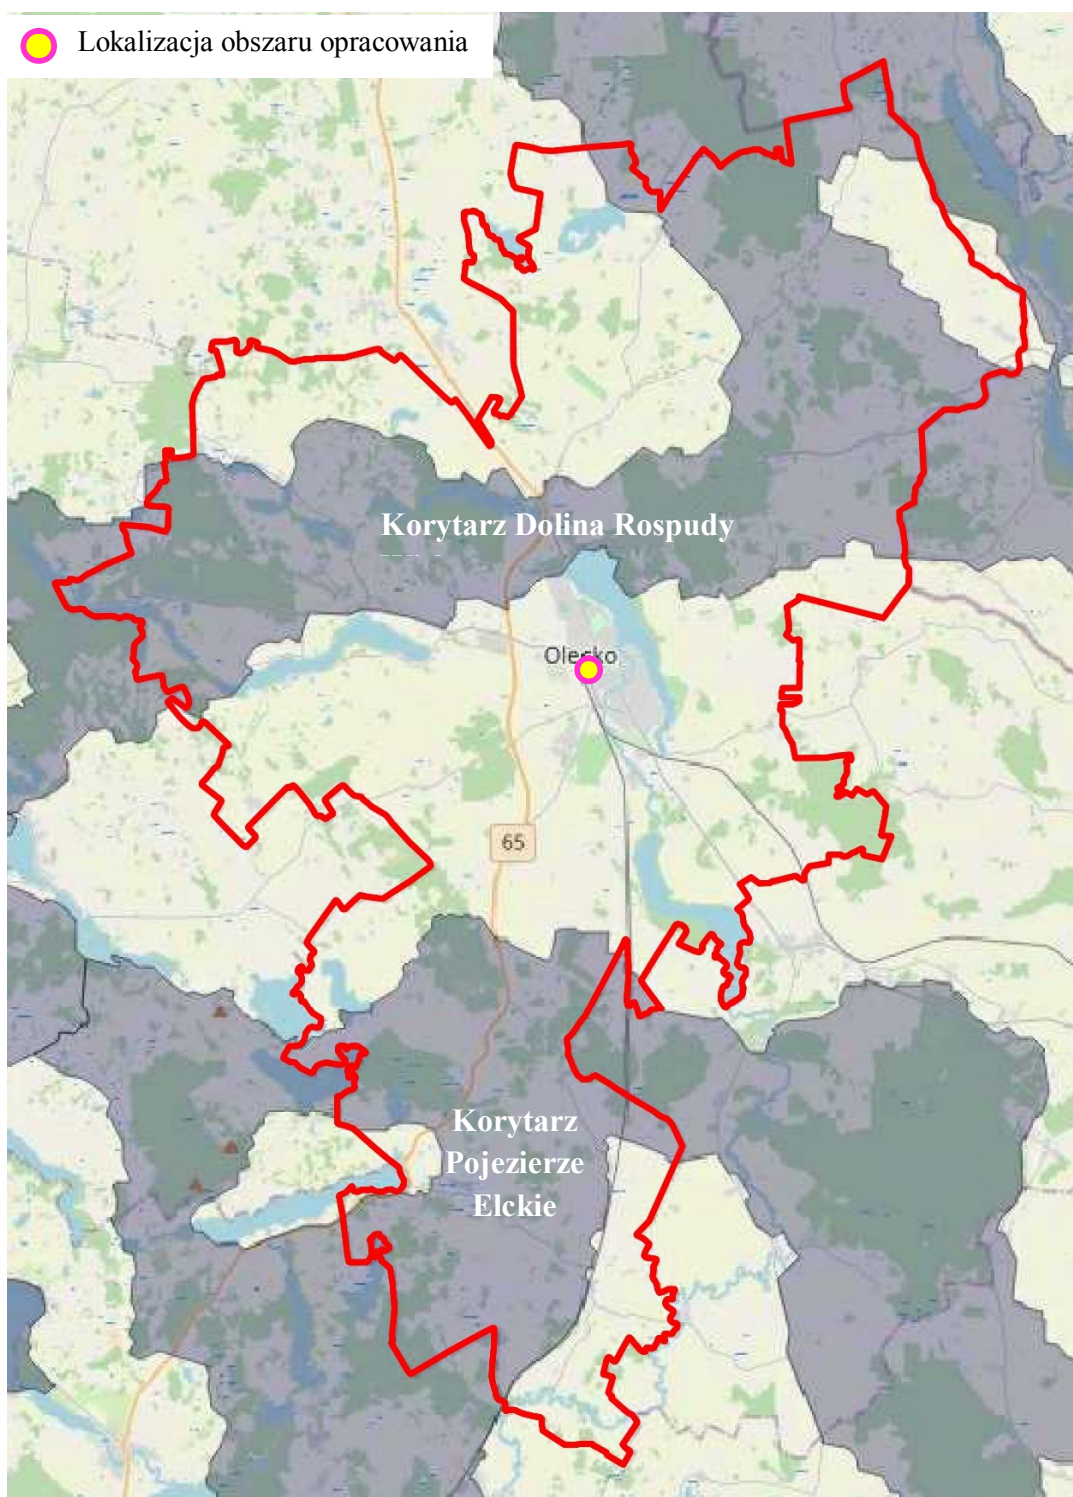 Lokalizacja obszaru opracowania
Korytarz Dolina Rospudy
Olecko
65
Korytarz
Pojezierze
Elckie